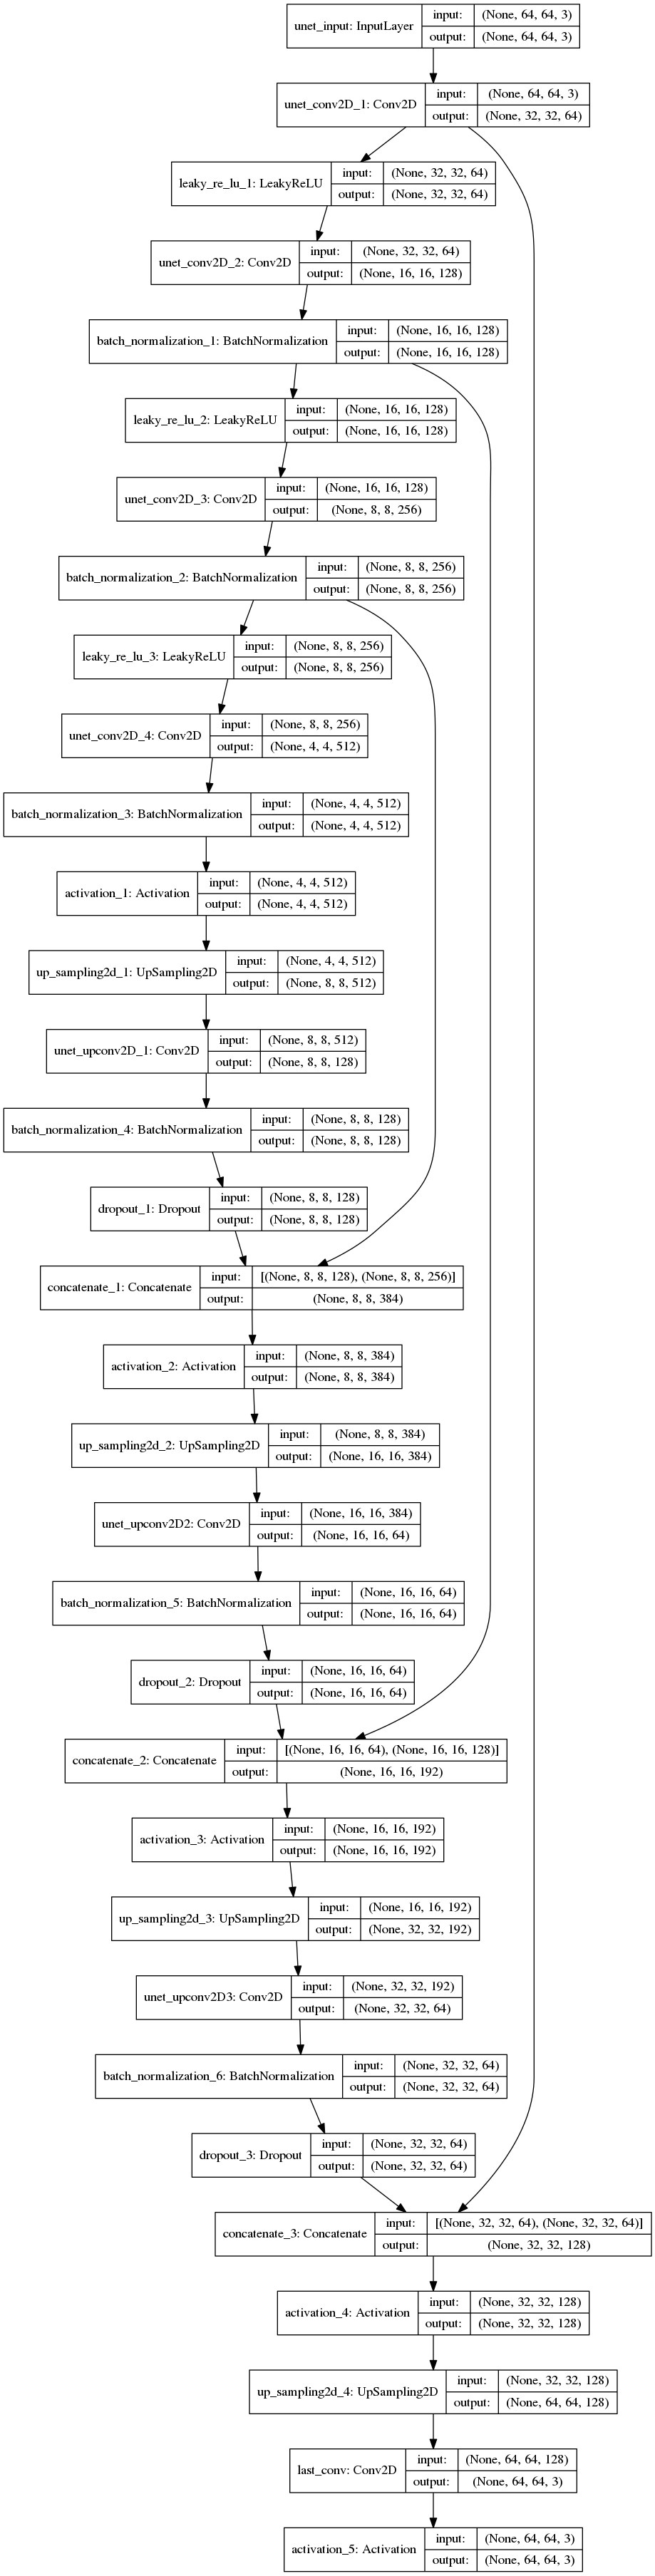 unet_input: InputLayer
input: (None, 64, 64, 3)
output: (None, 64, 64, 3)
unet_conv2D_1: Conv2D
input: (None, 64, 64, 3)
output: (None, 32, 32, 64)
leaky_re_lu_1: LeakyReLU
input: (None, 32, 32, 64)
output: (None, 32, 32, 64)
unet_conv2D_2: Conv2D
input: (None, 32, 32, 64)
output: (None, 16, 16, 128)
batch_normalization_1: BatchNormalization
input: (None, 16, 16, 128)
output: (None, 16, 16, 128)
leaky_re_lu_2: LeakyReLU
input: (None, 16, 16, 128)
output: (None, 16, 16, 128)
unet_conv2D_3: Conv2D
input: (None, 16, 16, 128)
output: (None, 8, 8, 256)
batch_normalization_2: BatchNormalization
input: (None, 8, 8, 256)
output: (None, 8, 8, 256)
leaky_re_lu_3: LeakyReLU
input: (None, 8, 8, 256)
output: (None, 8, 8, 256)
unet_conv2D_4: Conv2D
input: (None, 8, 8, 256)
output: (None, 4, 4, 512)
batch_normalization_3: BatchNormalization
input: (None, 4, 4, 512)
output: (None, 4, 4, 512)
activation_1: Activation
input: (None, 4, 4, 512)
output: (None, 4, 4, 512)
up_sampling2d_1: UpSampling2D
input: (None, 4, 4, 512)
output: (None, 8, 8, 512)
unet_upconv2D_1: Conv2D
input: (None, 8, 8, 512)
output: (None, 8, 8, 128)
batch_normalization_4: BatchNormalization
input: (None, 8, 8, 128)
output: (None, 8, 8, 128)
dropout_1: Dropout
input: (None, 8, 8, 128)
output: (None, 8, 8, 128)
concatenate_1: Concatenate
input: [(None, 8, 8, 128), (None, 8, 8, 256)]
output: (None, 8, 8, 384)
activation_2: Activation
input: (None, 8, 8, 384)
output: (None, 8, 8, 384)
up_sampling2d_2: UpSampling2D
input: (None, 8, 8, 384)
output: (None, 16, 16, 384)
unet_upconv2D2: Conv2D
input: (None, 16, 16, 384)
output: (None, 16, 16, 64)
batch_normalization_5: BatchNormalization
input: (None, 16, 16, 64)
output: (None, 16, 16, 64)
dropout_2: Dropout
input: (None, 16, 16, 64)
output: (None, 16, 16, 64)
concatenate_2: Concatenate
input: [(None, 16, 16, 64), (None, 16, 16, 128)]
output: (None, 16, 16, 192)
activation_3: Activation
input: (None, 16, 16, 192)
output: (None, 16, 16, 192)
up_sampling2d_3: UpSampling2D
input: (None, 16, 16, 192)
output: (None, 32, 32, 192)
unet_upconv2D3: Conv2D
input: (None, 32, 32, 192)
output: (None, 32, 32, 64)
batch_normalization_6: BatchNormalization
input: (None, 32, 32, 64)
output: (None, 32, 32, 64)
dropout_3: Dropout
input: (None, 32, 32, 64)
output: (None, 32, 32, 64)
concatenate_3: Concatenate
input: [(None, 32, 32, 64), (None, 32, 32, 64)]
output: (None, 32, 32, 128)
activation_4: Activation
input: (None, 32, 32, 128)
output: (None, 32, 32, 128)
up_sampling2d_4: UpSampling2D
input: (None, 32, 32, 128)
output: (None, 64, 64, 128)
last_conv: Conv2D
input: (None, 64, 64, 128)
output: (None, 64, 64, 3)
activation_5: Activation
input: (None, 64, 64, 3)
output: (None, 64, 64, 3)